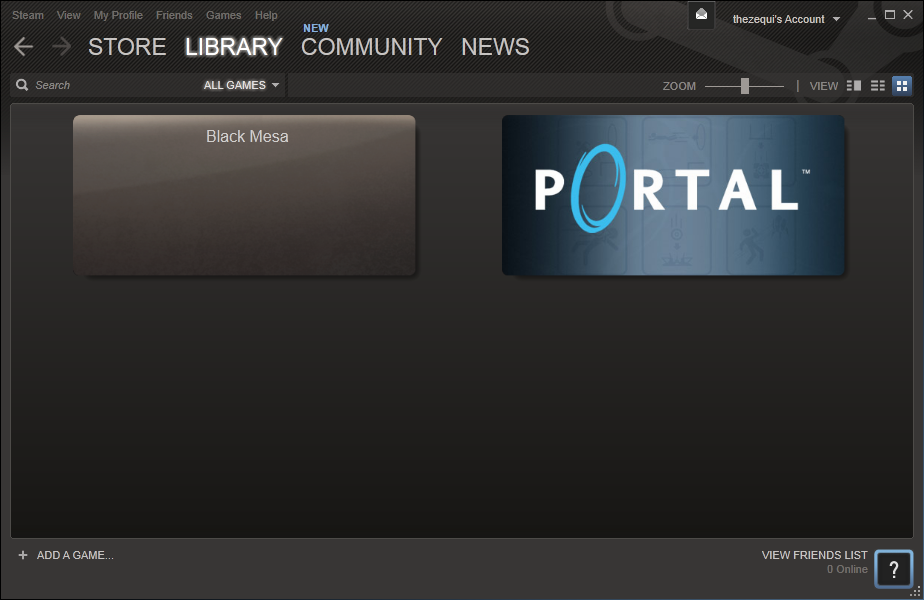 Steam View My Profile Friends Games Help
thezequi's Account
NEW
STORE LIBRARY COMMUNITY NEWS
Search ALL GAMES ZOOM | VIEW
Black Mesa
PORTAL™
+ ADD A GAME...
VIEW FRIENDS LIST
0 Online
?